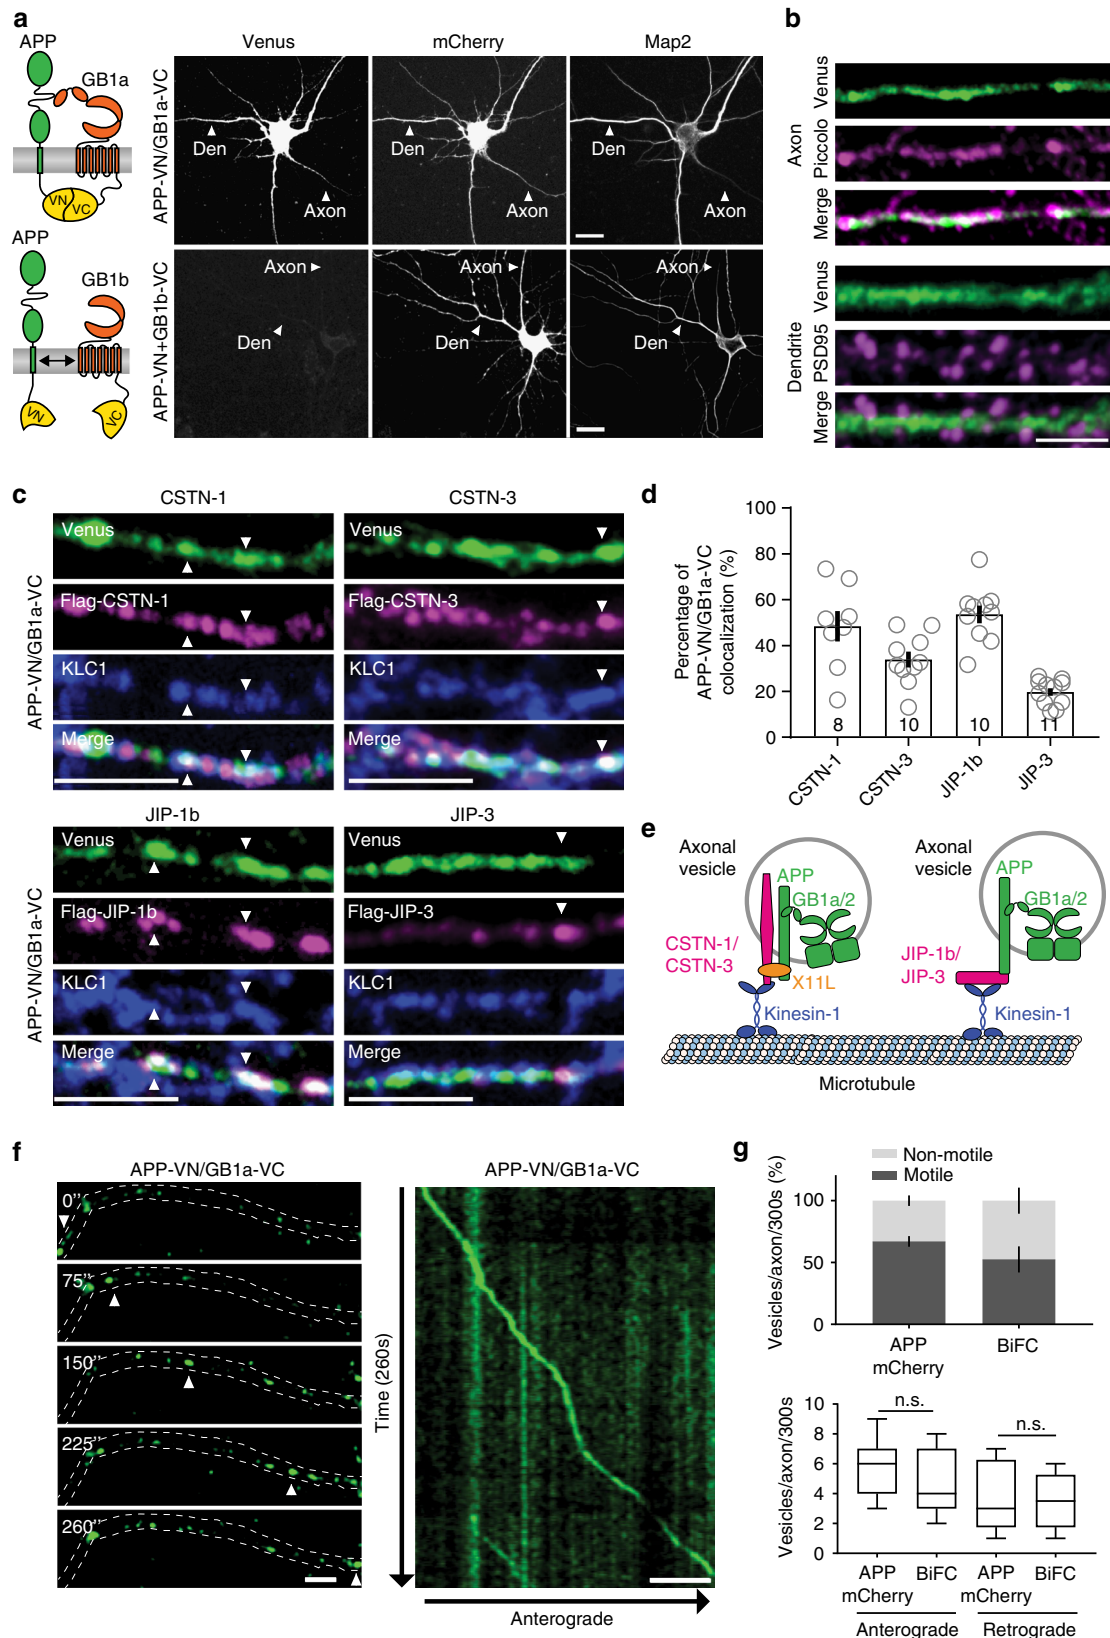 a
APP
GB1a
VN
VC
APP
GB1b
VN
VC
Venus
mCherry
Map2
APP-VN/GB1a-VC
Den
Axon
Den
Axon
Den
Axon
APP-VN+GB1b-VC
Axon
Den
Axon
Den
Axon
Den
b
Axon
Venus
Piccolo
Merge
Dendrite
Venus
PSD95
Merge
c
CSTN-1
CSTN-3
APP-VN/GB1a-VC
Venus
Flag-CSTN-1
KLC1
Merge
Venus
Flag-CSTN-3
KLC1
Merge
JIP-1b
JIP-3
APP-VN/GB1a-VC
Venus
Flag-JIP-1b
KLC1
Merge
Venus
Flag-JIP-3
KLC1
Merge
d
Percentage of
APP-VN/GB1a-VC
colocalization (%)
100
80
60
40
20
0
8
10
10
11
CSTN-1
CSTN-3
JIP-1b
JIP-3
e
Axonal
vesicle
APP
GB1a/2
CSTN-1/
CSTN-3
X11L
Kinesin-1
Axonal
vesicle
APP
GB1a/2
JIP-1b/
JIP-3
Kinesin-1
Microtubule
f
APP-VN/GB1a-VC
0''
75''
150''
225''
260''
APP-VN/GB1a-VC
Time (260s)
Anterograde
g
Non-motile
Motile
Vesicles/axon/300s (%)
100
50
0
APP
mCherry
BiFC
Vesicles/axon/300s
10
8
6
4
2
0
n.s.
n.s.
APP
mCherry
BiFC
APP
mCherry
BiFC
Anterograde
Retrograde